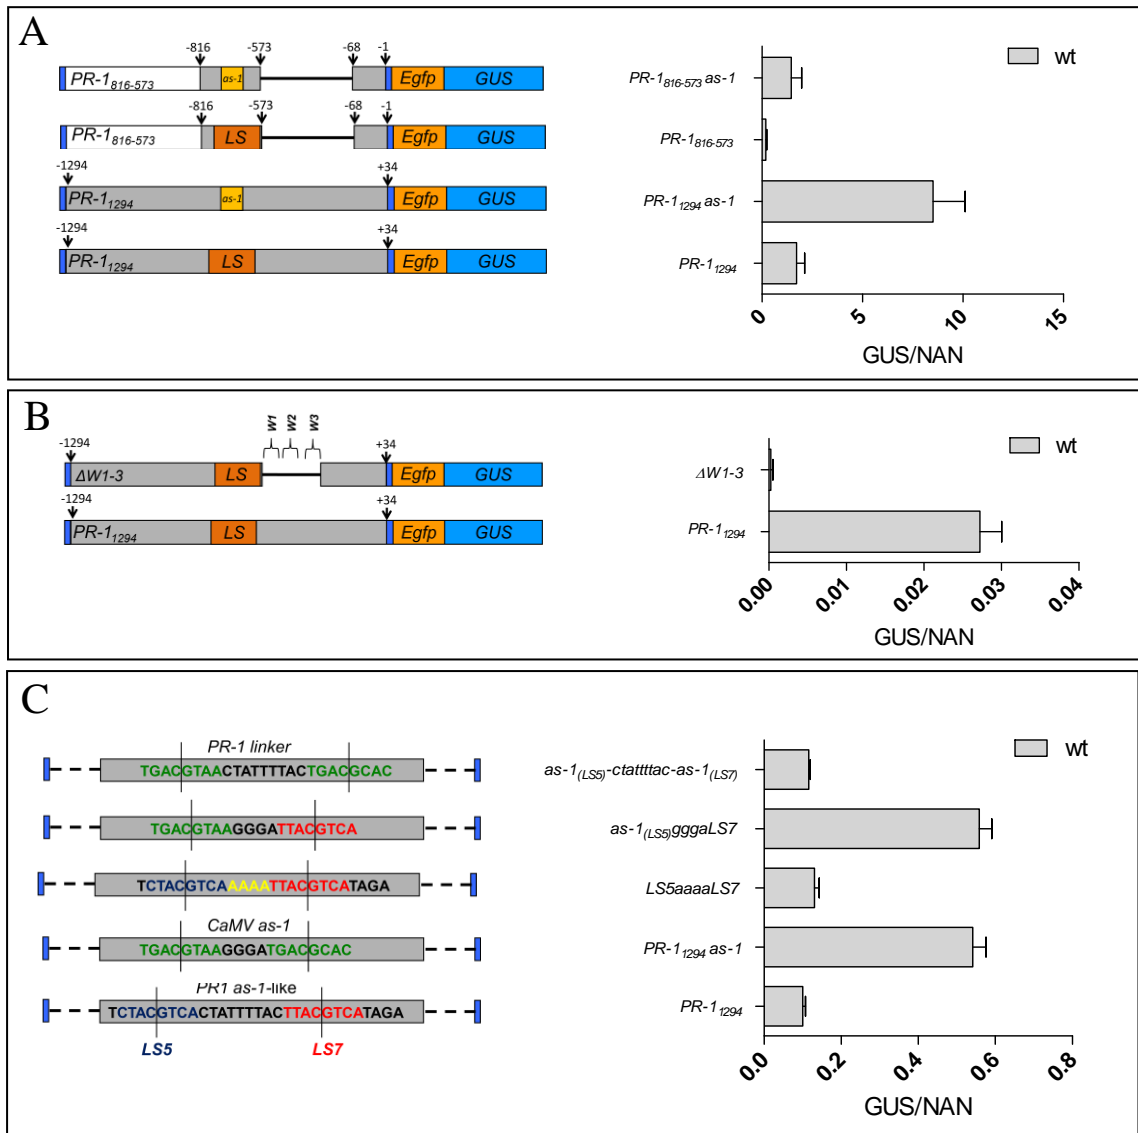 A
-816 -573 -68 -1
PR-1816-573 as-1 Egfp GUS
-816 -573 -68 -1
PR-1816-573 LS Egfp GUS
-1294 +34
PR-11294 as-1 Egfp GUS
-1294 +34
PR-11294 LS Egfp GUS
wt
PR-1816-573 as-1
PR-1816-573
PR-11294 as-1
PR-11294
0 5 10 15
GUS/NAN
B
W1 W2 W3
-1294 +34
ΔW1-3 LS Egfp GUS
-1294 +34
PR-11294 LS Egfp GUS
wt
ΔW1-3
PR-11294
0.00 0.01 0.02 0.03 0.04
GUS/NAN
C
PR-1 linker
TGACGTAACTATTTTACTGACGCAC
TGACGTAAGGGATTACGTCA
TCTACGTCAAAAATTACGTCATAGA
CaMV as-1
TGACGTAAGGGATGACGCAC
PR1 as-1-like
TCTACGTCACTATTTTACTTACGTCATAGA
LS5 LS7
wt
as-1(LS5)-ctattttac-as-1(LS7)
as-1(LS5)gggaLS7
LS5aaaaLS7
PR-11294 as-1
PR-11294
0.0 0.2 0.4 0.6 0.8
GUS/NAN